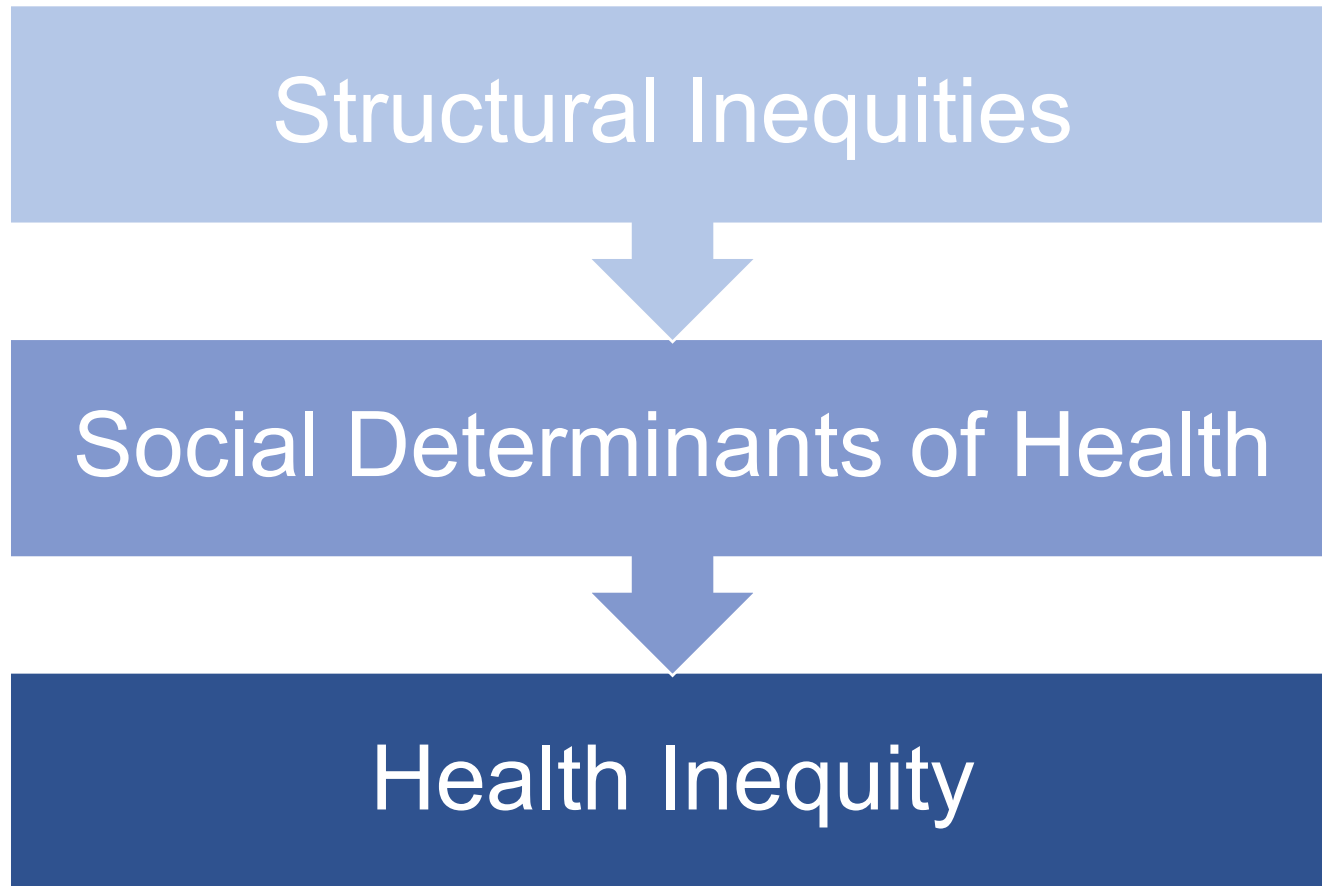 Structural Inequities
Social Determinants of Health
Health Inequity